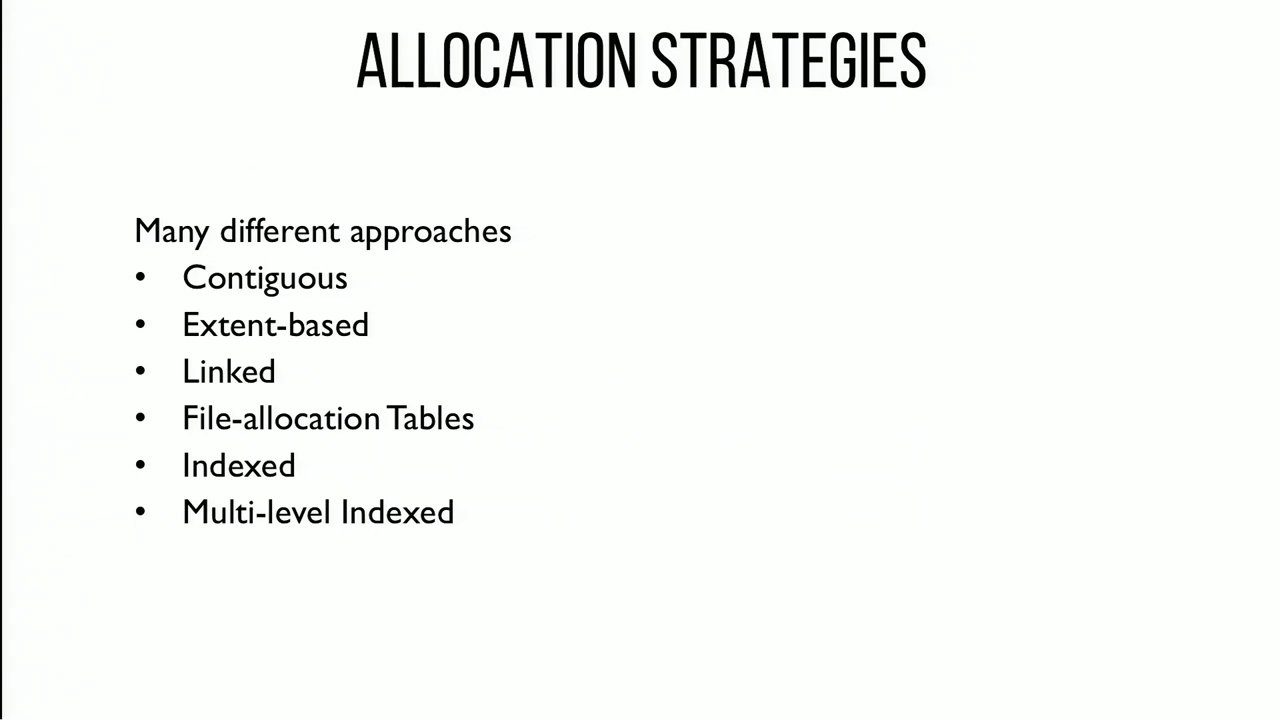 ALLOCATION STRATEGIES
Many different approaches
• Contiguous
• Extent-based
• Linked
• File-allocation Tables
• Indexed
• Multi-level Indexed